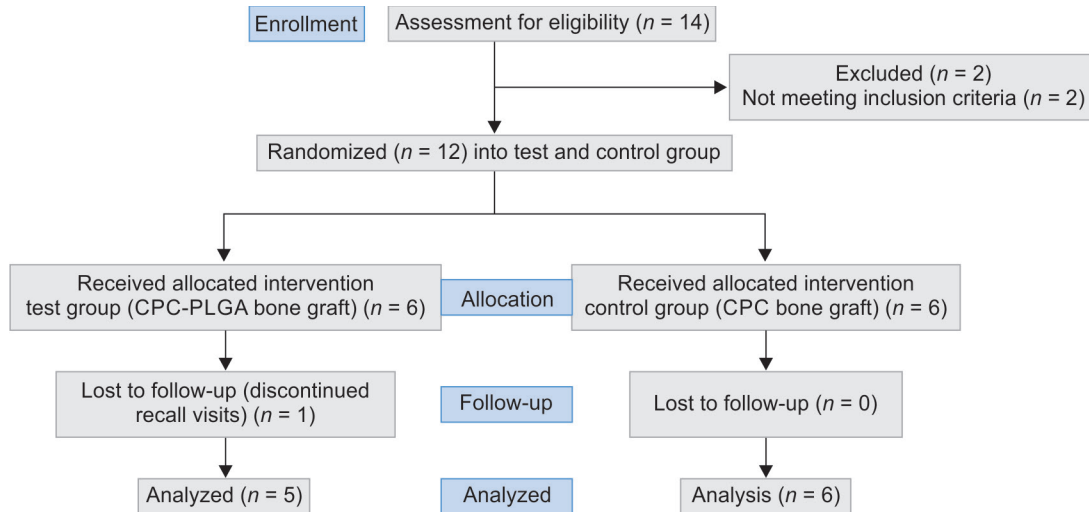 Enrollment
Assessment for eligibility (n = 14)
Excluded (n = 2)
Not meeting inclusion criteria (n = 2)
Randomized (n = 12) into test and control group
Received allocated intervention
test group (CPC-PLGA bone graft) (n = 6)
Allocation
Received allocated intervention
control group (CPC bone graft) (n = 6)
Lost to follow-up (discontinued
recall visits) (n = 1)
Follow-up
Lost to follow-up (n = 0)
Analyzed (n = 5)
Analyzed
Analysis (n = 6)